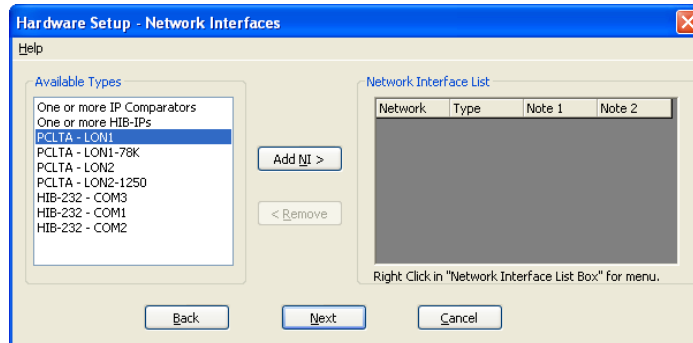 Hardware Setup - Network Interfaces
Help
Available Types
One or more IP Comparators
One or more HIB-IPs
PCLTA - LON1
PCLTA - LON1-78K
PCLTA - LON2
PCLTA - LON2-1250
HIB-232 - COM3
HIB-232 - COM1
HIB-232 - COM2
Add NI >
< Remove
Network Interface List
Network Type Note 1 Note 2
Right Click in "Network Interface List Box" for menu.
Back Next Cancel